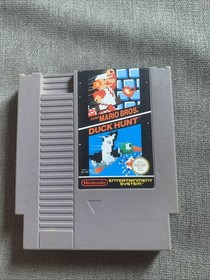 SUPER
MARIO BROS.
DUCK HUNT
Nintendo
ENTERTAINMENT
SYSTEM